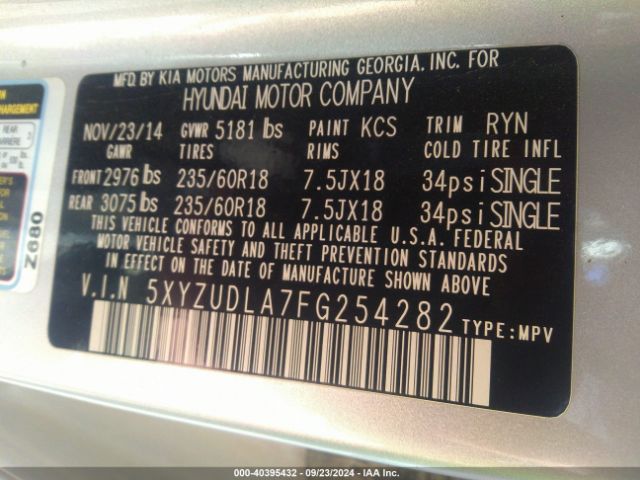 MFD. BY KIA MOTORS MANUFACTURING GEORGIA, INC. FOR
HYUNDAI MOTOR COMPANY
NOV/23/14 GVWR 5181 lbs PAINT KCS TRIM RYN
GAWR TIRES RIMS COLD TIRE INFL
FRONT 2976 lbs 235/60R18 7.5JX18 34psi SINGLE
REAR 3075 lbs 235/60R18 7.5JX18 34psi SINGLE
THIS VEHICLE CONFORMS TO ALL APPLICABLE U.S.A. FEDERAL
MOTOR VEHICLE SAFETY AND THEFT PREVENTION STANDARDS
IN EFFECT ON THE DATE OF MANUFACTURE SHOWN ABOVE
V.I.N 5XYZUDLA7FG254282 TYPE:MPV
REAR
Z680
000-40395432 - 09/23/2024 - IAA Inc.